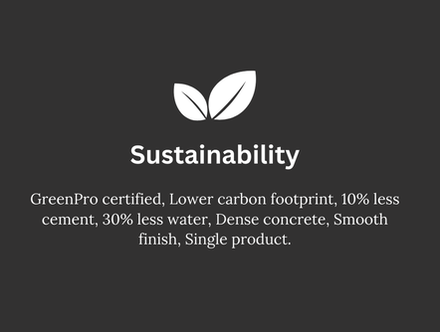 Sustainability
GreenPro certified, Lower carbon footprint, 10% less
cement, 30% less water, Dense concrete, Smooth
finish, Single product.